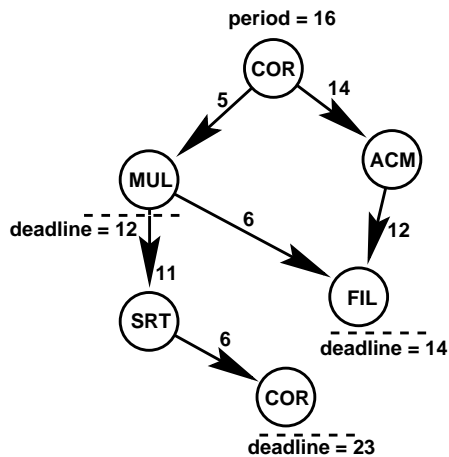 period = 16
COR
5
14
MUL
ACM
deadline = 12
6
12
11
FIL
SRT
deadline = 14
6
COR
deadline = 23